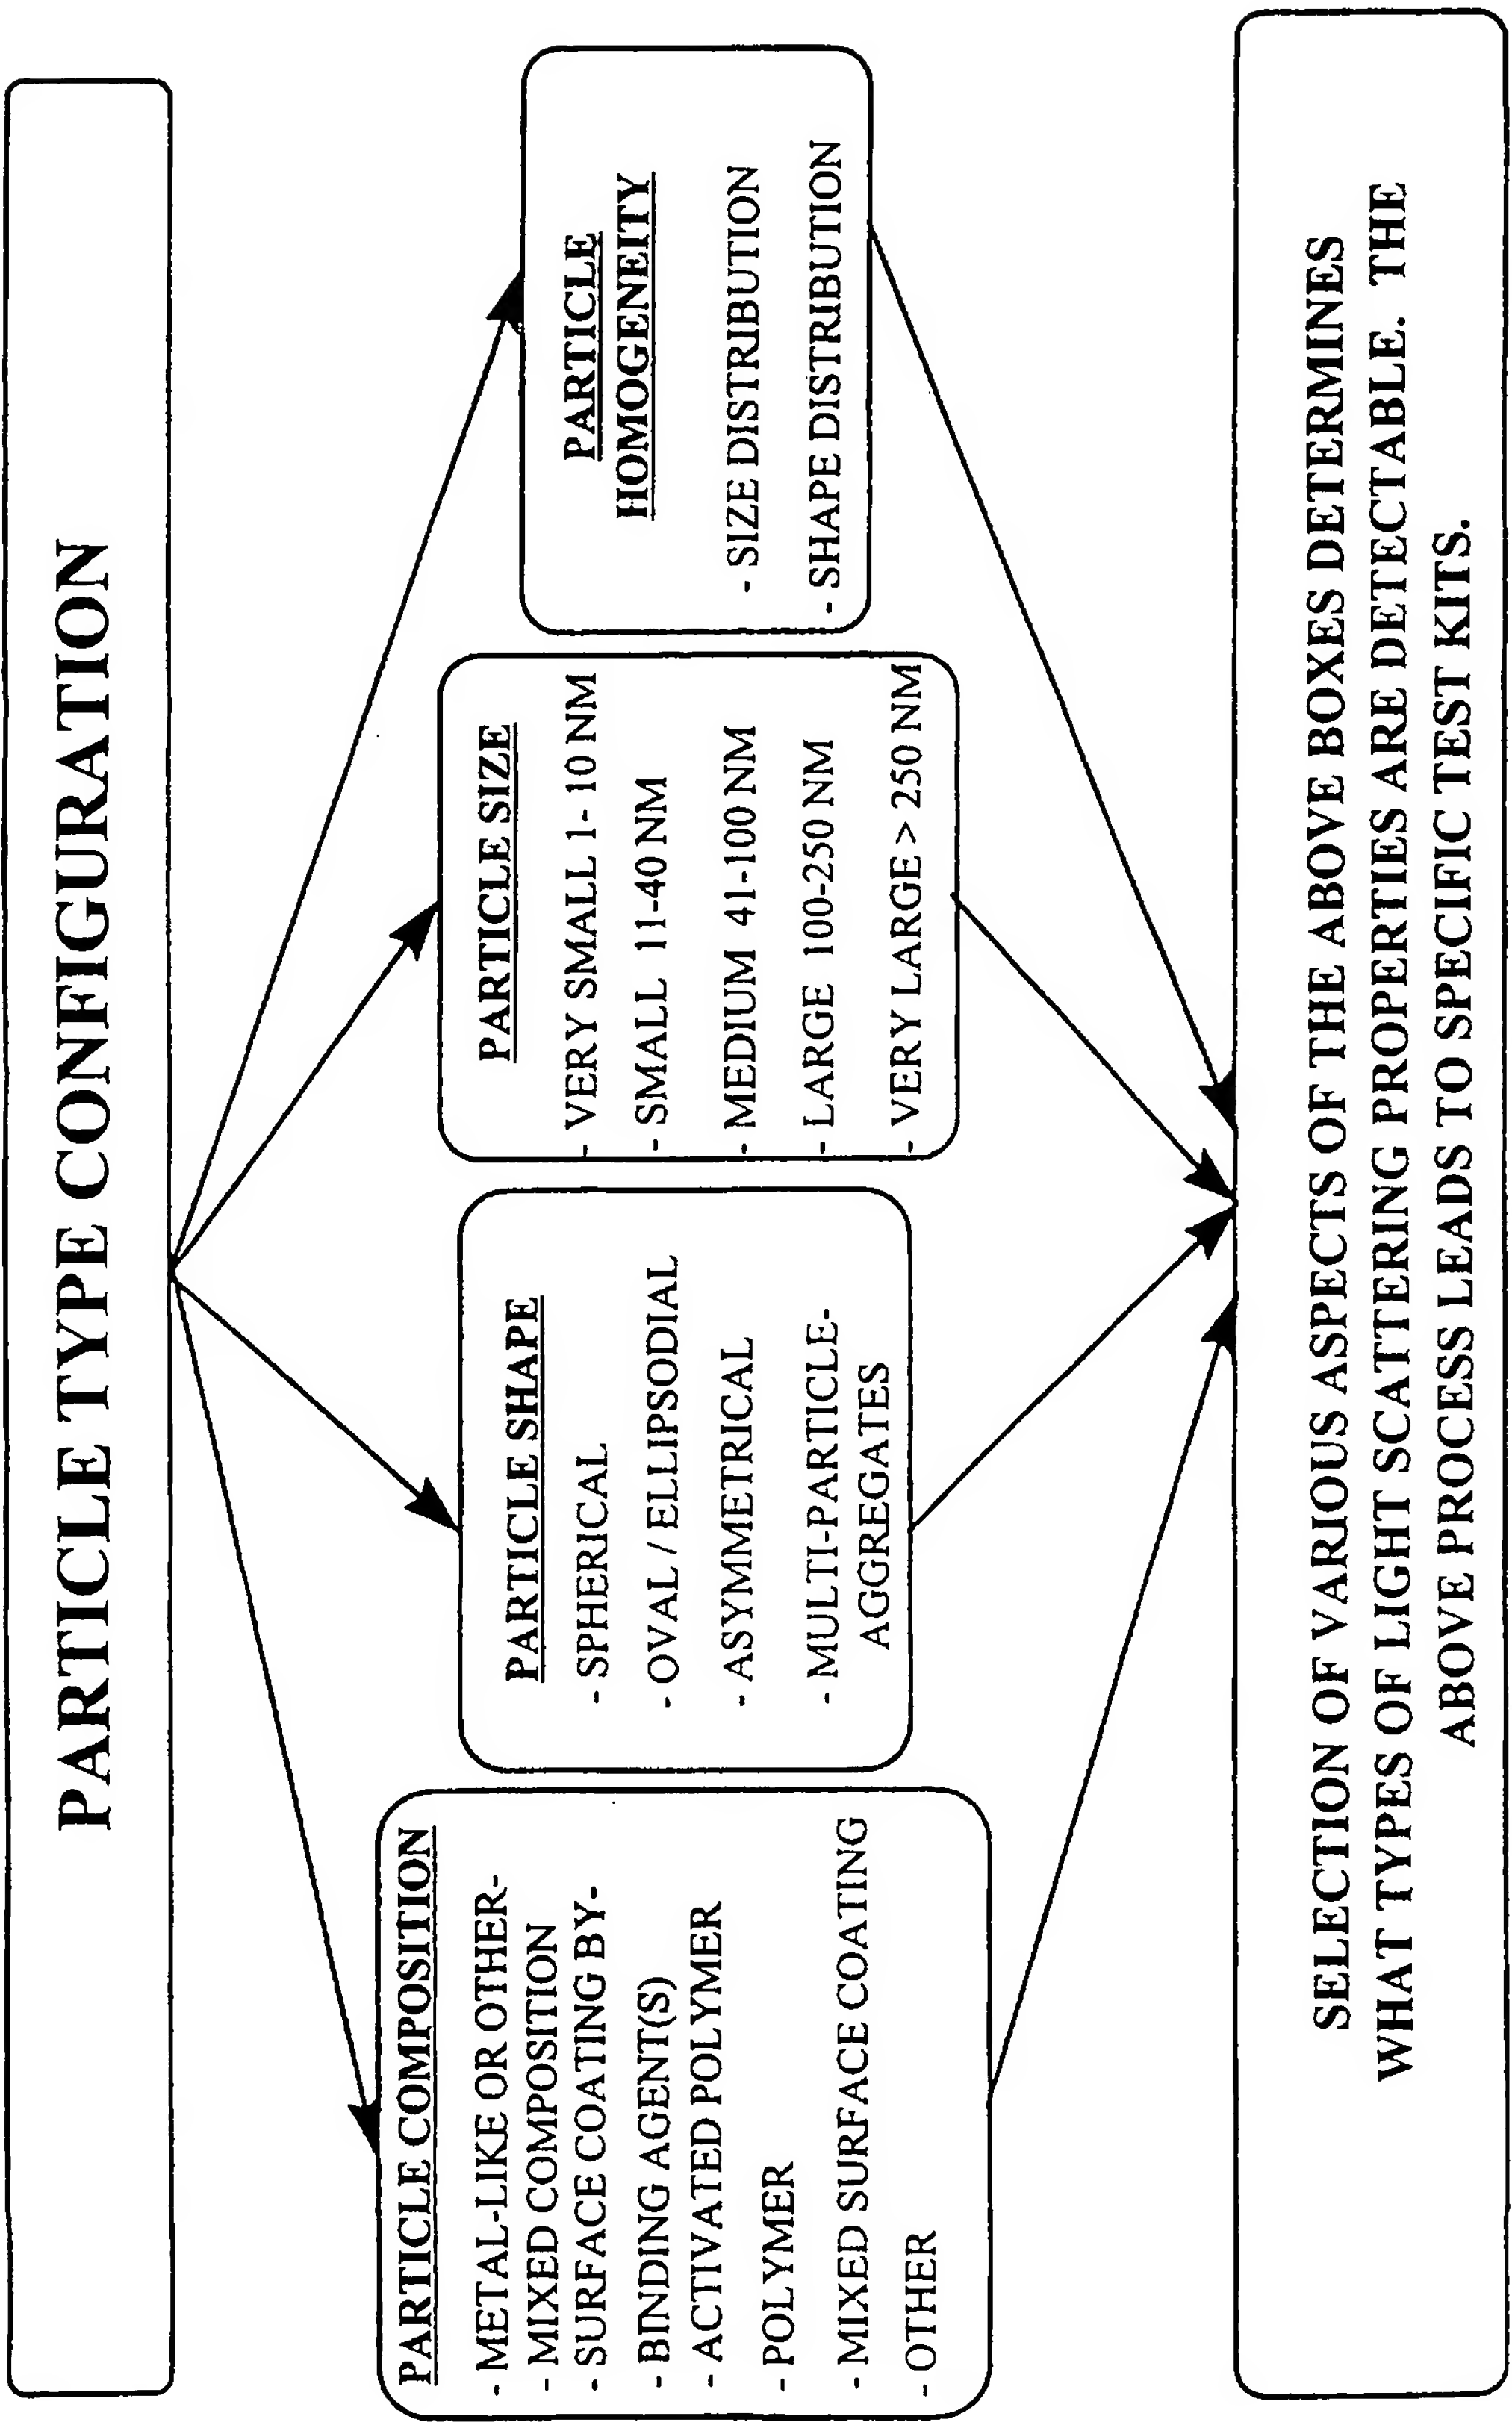 PARTICLE TYPE CONFIGURATION
PARTICLE COMPOSITION
- METAL-LIKE OR OTHER-
- MIXED COMPOSITION
- SURFACE COATING BY-
- BINDING AGENT(S)
- ACTIVATED POLYMER
- POLYMER
- MIXED SURFACE COATING
- OTHER
PARTICLE SHAPE
- SPHERICAL
- OVAL / ELLIPSODIAL
- ASYMMETRICAL
- MULTI-PARTICLE-
AGGREGATES
PARTICLE SIZE
- VERY SMALL 1- 10 NM
- SMALL 11-40 NM
- MEDIUM 41-100 NM
- LARGE 100-250 NM
- VERY LARGE > 250 NM
PARTICLE
HOMOGENEITY
- SIZE DISTRIBUTION
- SHAPE DISTRIBUTION
SELECTION OF VARIOUS ASPECTS OF THE ABOVE BOXES DETERMINES
WHAT TYPES OF LIGHT SCATTERING PROPERTIES ARE DETECTABLE. THE
ABOVE PROCESS LEADS TO SPECIFIC TEST KITS.